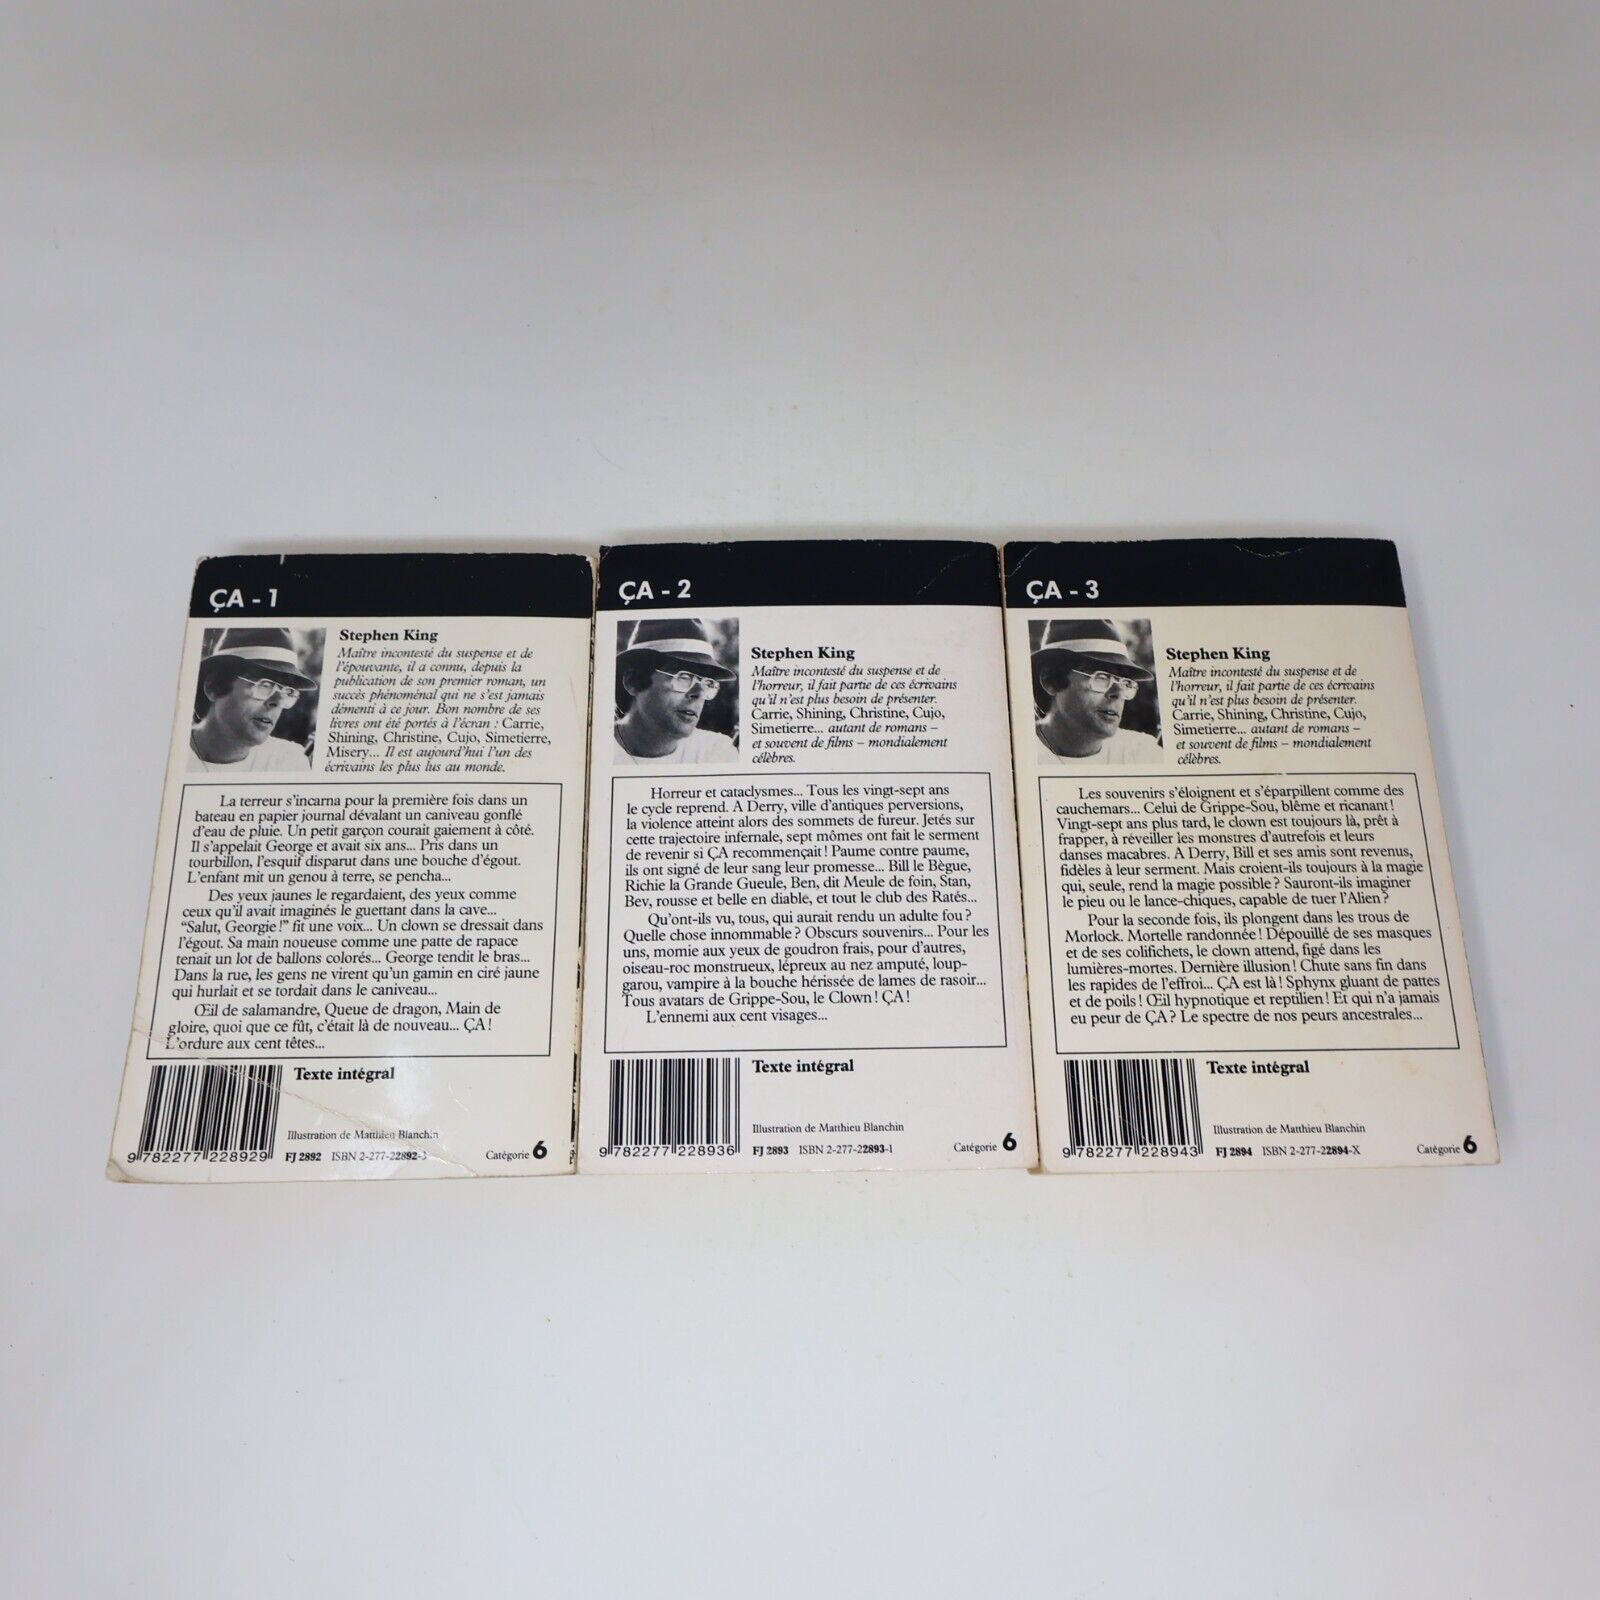 ÇA - 1
Stephen King
Maître incontesté du suspense et de
l'épouvante, il a connu, depuis la
publication de son premier roman, un
succès phénoménal qui ne s'est jamais
démenti à ce jour. Bon nombre de ses
livres ont été portés à l'écran : Carrie,
Shining, Christine, Cujo, Simetierre,
Misery... Il est aujourd'hui l'un des
écrivains les plus lus au monde.
La terreur s'incarna pour la première fois dans un
bateau en papier journal dévalant un caniveau gonflé
d'eau de pluie. Un petit garçon courait gaiement à côté.
Il s'appelait George et avait six ans... Pris dans un
tourbillon, l'esquif disparut dans une bouche d'égout.
L'enfant mit un genou à terre, se pencha...
Des yeux jaunes le regardaient, des yeux comme
ceux qu'il avait imaginés le guettant dans la cave...
"Salut, Georgie!" fit une voix... Un clown se dressait dans
l'égout. Sa main noueuse comme une patte de rapace
tenait un lot de ballons colorés... George tendit le bras...
Dans la rue, les gens ne virent qu'un gamin en ciré jaune
qui hurlait et se tordait dans le caniveau...
Œil de salamandre, Queue de dragon, Main de
gloire, quoi que ce fût, c'était là de nouveau... ÇA!
L'ordure aux cent têtes...
Texte intégral
Illustration de Matthieu Blanchin
9 782277 228929
FJ 2892 ISBN 2-277-22892-3
Catégorie 6
ÇA - 2
Stephen King
Maître incontesté du suspense et de
l'horreur, il fait partie de ces écrivains
qu'il n'est plus besoin de présenter.
Carrie, Shining, Christine, Cujo,
Simetierre... autant de romans –
et souvent de films – mondialement
célèbres.
Horreur et cataclysmes... Tous les vingt-sept ans
le cycle reprend. A Derry, ville d'antiques perversions,
la violence atteint alors des sommets de fureur. Jetés sur
cette trajectoire infernale, sept mômes ont fait le serment
de revenir si ÇA recommençait! Paume contre paume,
ils ont signé de leur sang leur promesse... Bill le Bègue,
Richie la Grande Gueule, Ben, dit Meule de foin, Stan,
Bev, rousse et belle en diable, et tout le club des Ratés...
Qu'ont-ils vu, tous, qui aurait rendu un adulte fou?
Quelle chose innommable? Obscurs souvenirs... Pour les
uns, momie aux yeux de goudron frais, pour d'autres,
oiseau-roc monstrueux, lépreux au nez amputé, loup-
garou, vampire à la bouche hérissée de lames de rasoir...
Tous avatars de Grippe-Sou, le Clown! ÇA!
L'ennemi aux cent visages...
Texte intégral
Illustration de Matthieu Blanchin
9 782277 228936
FJ 2893 ISBN 2-277-22893-1
Catégorie 6
ÇA - 3
Stephen King
Maître incontesté du suspense et de
l'horreur, il fait partie de ces écrivains
qu'il n'est plus besoin de présenter.
Carrie, Shining, Christine, Cujo,
Simetierre... autant de romans –
et souvent de films – mondialement
célèbres.
Les souvenirs s'éloignent et s'éparpillent comme des
cauchemars... Celui de Grippe-Sou, blême et ricanant!
Vingt-sept ans plus tard, le clown est toujours là, prêt à
frapper, à réveiller les monstres d'autrefois et leurs
danses macabres. A Derry, Bill et ses amis sont revenus,
fidèles à leur serment. Mais croient-ils toujours à la magie
qui, seule, rend la magie possible? Sauront-ils imaginer
le pieu ou le lance-chiques, capable de tuer l'Alien?
Pour la seconde fois, ils plongent dans les trous de
Morlock. Mortelle randonnée! Dépouillé de ses masques
et de ses colifichets, le clown attend, figé dans les
lumières-mortes. Dernière illusion! Chute sans fin dans
les rapides de l'effroi... ÇA est là! Sphynx gluant de pattes
et de poils! Œil hypnotique et reptilien! Et qui n'a jamais
eu peur de ÇA? Le spectre de nos peurs ancestrales...
Texte intégral
Illustration de Matthieu Blanchin
9 782277 228943
FJ 2894 ISBN 2-277-22894-X
Catégorie 6